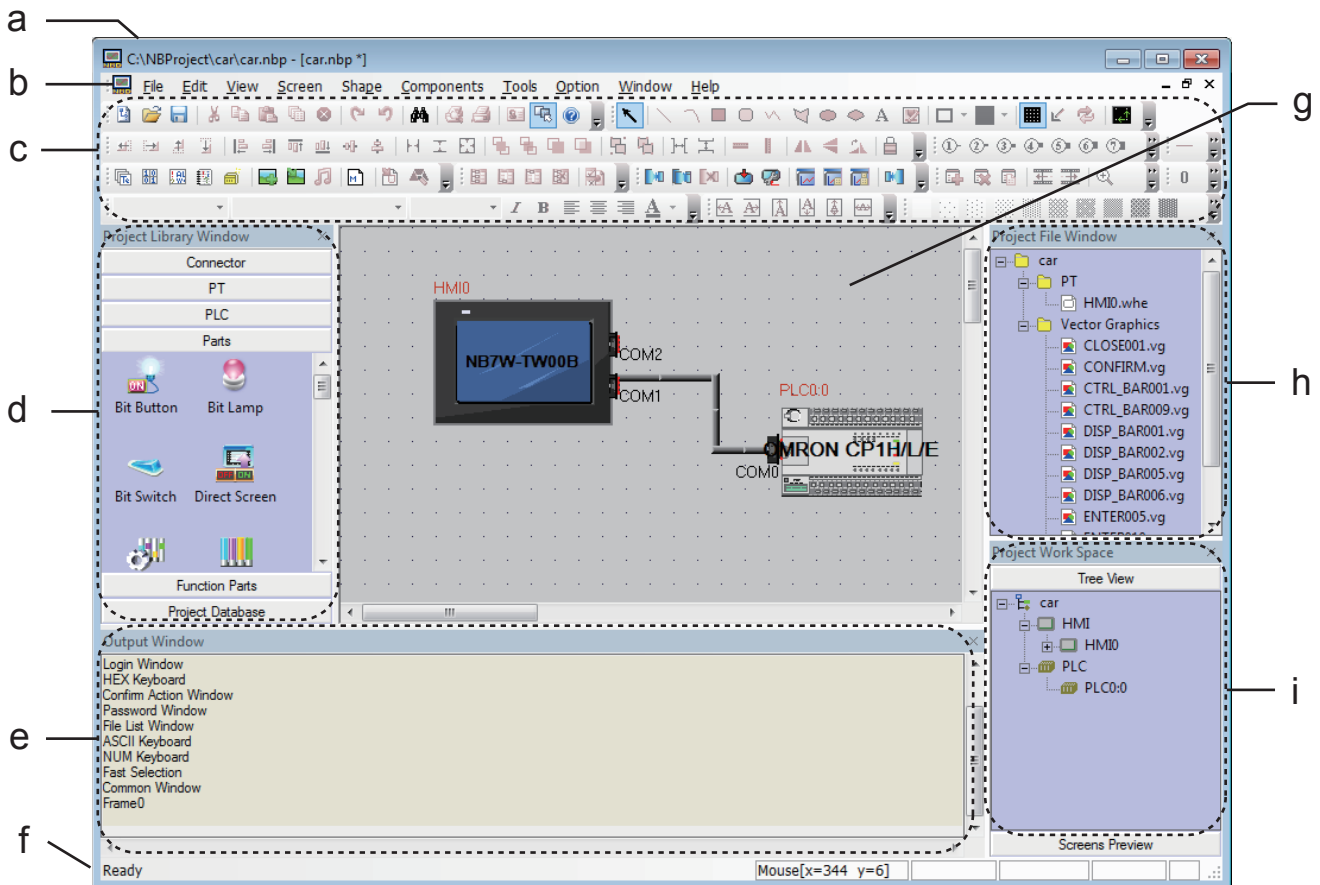 a
C:\NBProject\car\car.nbp - [car.nbp *]
b
File Edit View Screen Shape Components Tools Option Window Help
g
c
Project Library Window
Connector
PT
PLC
Parts
Bit Button Bit Lamp
Bit Switch Direct Screen
Function Parts
Project Database
d
HMI0
NB7W-TW00B
COM2
COM1
PLC0:0
OMRON CP1H/L/E
COM0
Project File Window
car
PT
HMI0.whe
Vector Graphics
CLOSE001.vg
CONFIRM.vg
CTRL_BAR001.vg
CTRL_BAR009.vg
DISP_BAR001.vg
DISP_BAR002.vg
DISP_BAR005.vg
DISP_BAR006.vg
ENTER005.vg
h
Project Work Space
Tree View
car
HMI
HMI0
PLC
PLC0:0
Screens Preview
i
Output Window
Login Window
HEX Keyboard
Confirm Action Window
Password Window
File List Window
ASCII Keyboard
NUM Keyboard
Fast Selection
Common Window
Frame0
e
f
Ready
Mouse[x=344 y=6]